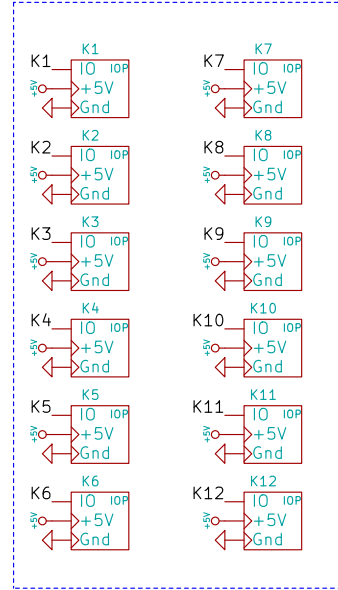 K1
K1 IO IOP
+5V +5V
Gnd
K2
K2 IO IOP
+5V +5V
Gnd
K3
K3 IO IOP
+5V +5V
Gnd
K4
K4 IO IOP
+5V +5V
Gnd
K5
K5 IO IOP
+5V +5V
Gnd
K6
K6 IO IOP
+5V +5V
Gnd
K7
K7 IO IOP
+5V +5V
Gnd
K8
K8 IO IOP
+5V +5V
Gnd
K9
K9 IO IOP
+5V +5V
Gnd
K10
K10 IO IOP
+5V +5V
Gnd
K11
K11 IO IOP
+5V +5V
Gnd
K12
K12 IO IOP
+5V +5V
Gnd